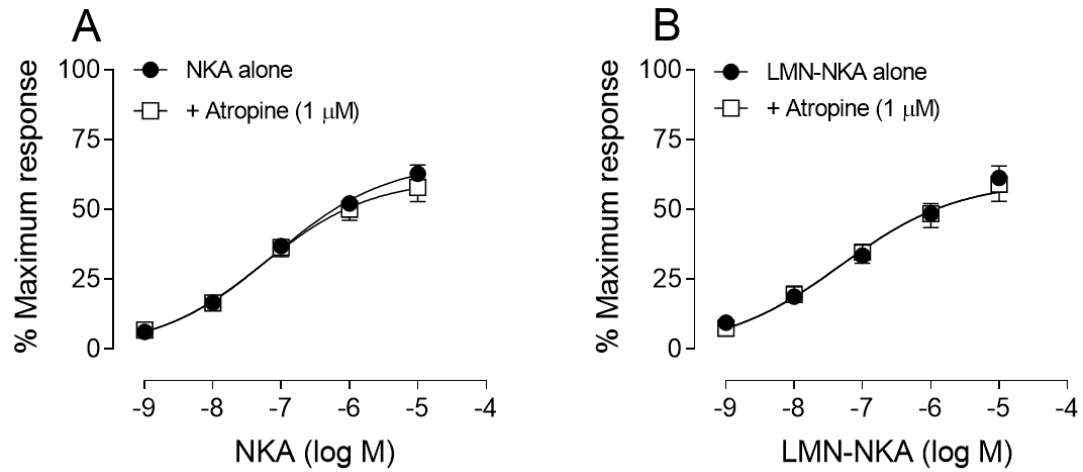 A
NKA alone
+ Atropine (1 μM)
% Maximum response
100
75
50
25
0
-9 -8 -7 -6 -5 -4
NKA (log M)
B
LMN-NKA alone
+ Atropine (1 μM)
% Maximum response
100
75
50
25
0
-9 -8 -7 -6 -5 -4
LMN-NKA (log M)